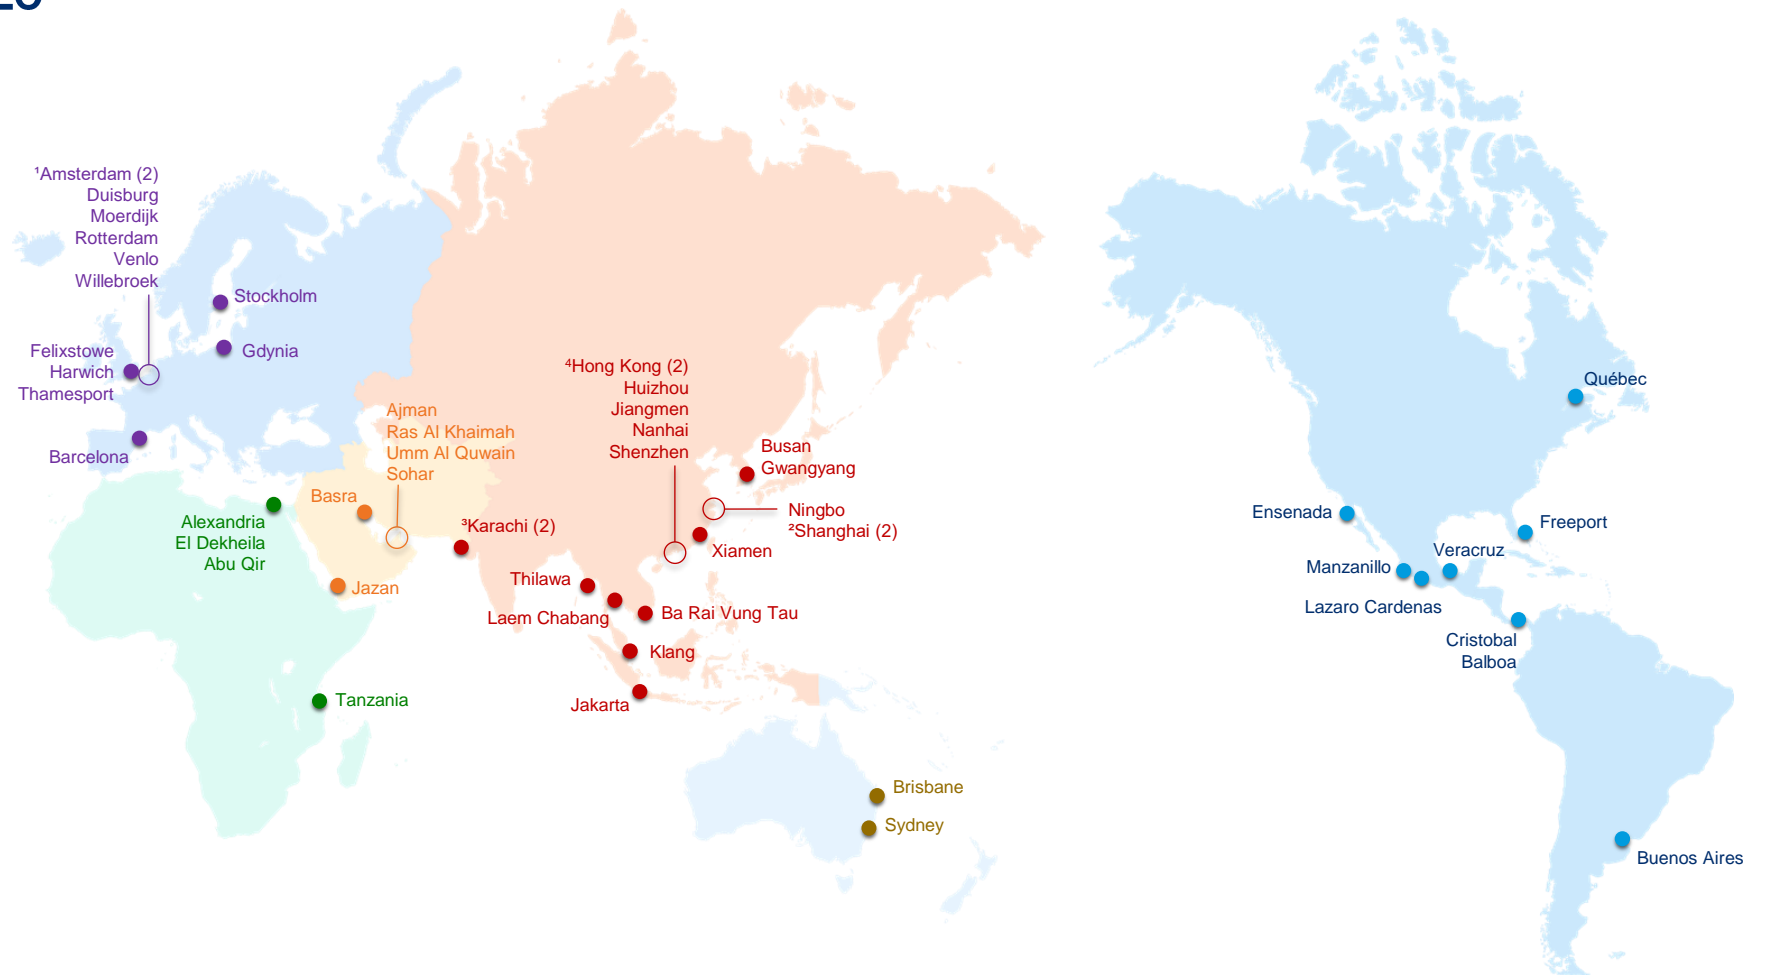 ¹Amsterdam (2)
Duisburg
Moerdijk
Rotterdam
Venlo
Willebroek
Stockholm
Gdynia
Felixstowe
Harwich
Thamesport
Barcelona
Ajman
Ras Al Khaimah
Umm Al Quwain
Sohar
Basra
Jazan
Alexandria
El Dekheila
Abu Qir
Tanzania
⁴Hong Kong (2)
Huizhou
Jiangmen
Nanhai
Shenzhen
Busan
Gwangyang
Ningbo
²Shanghai (2)
Xiamen
³Karachi (2)
Thilawa
Laem Chabang
Ba Rai Vung Tau
Klang
Jakarta
Brisbane
Sydney
Québec
Ensenada
Freeport
Veracruz
Manzanillo
Lazaro Cardenas
Cristobal
Balboa
Buenos Aires